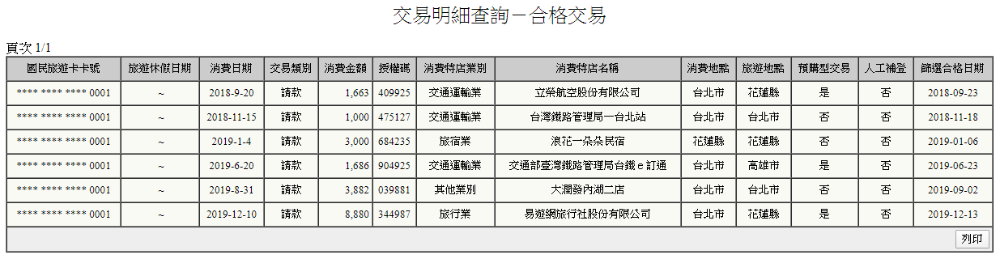 交易明細查詢－合格交易
頁次 1/1
國民旅遊卡卡號 旅遊休假日期 消費日期 交易類別 消費金額 授權碼 消費特店業別 消費特店名稱 消費地點 旅遊地點 預購型交易 人工補登 篩選合格日期
**** **** **** 0001 ~ 2018-9-20 請款 1,663 409925 交通運輸業 立榮航空股份有限公司 台北市 花蓮縣 是 否 2018-09-23
**** **** **** 0001 ~ 2018-11-15 請款 1,000 475127 交通運輸業 台灣鐵路管理局一台北站 台北市 台北市 否 否 2018-11-18
**** **** **** 0001 ~ 2019-1-4 請款 3,000 684235 旅宿業 浪花一朵朵民宿 花蓮縣 花蓮縣 否 否 2019-01-06
**** **** **** 0001 ~ 2019-6-20 請款 1,686 904925 交通運輸業 交通部臺灣鐵路管理局台鐵ｅ訂通 台北市 高雄市 是 否 2019-06-23
**** **** **** 0001 ~ 2019-8-31 請款 3,882 039881 其他業別 大潤發內湖二店 台北市 台北市 否 否 2019-09-02
**** **** **** 0001 ~ 2019-12-10 請款 8,880 344987 旅行業 易遊網旅行社股份有限公司 台北市 花蓮縣 是 否 2019-12-13
列印